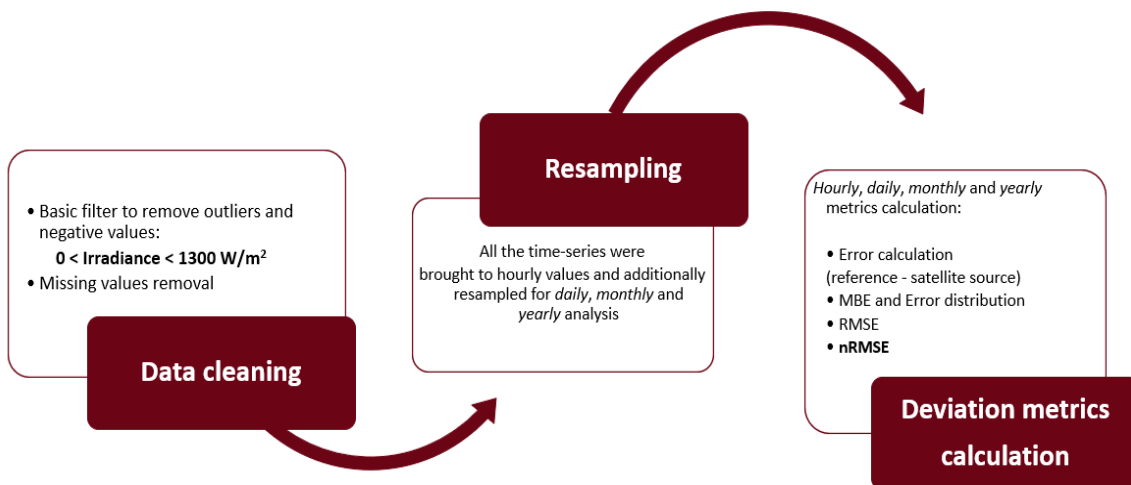 • Basic filter to remove outliers and
negative values:
0 < Irradiance < 1300 W/m²
• Missing values removal
Data cleaning
Resampling
All the time-series were
brought to hourly values and additionally
resampled for daily, monthly and
yearly analysis
Hourly, daily, monthly and yearly
metrics calculation:
• Error calculation
(reference - satellite source)
• MBE and Error distribution
• RMSE
• nRMSE
Deviation metrics
calculation